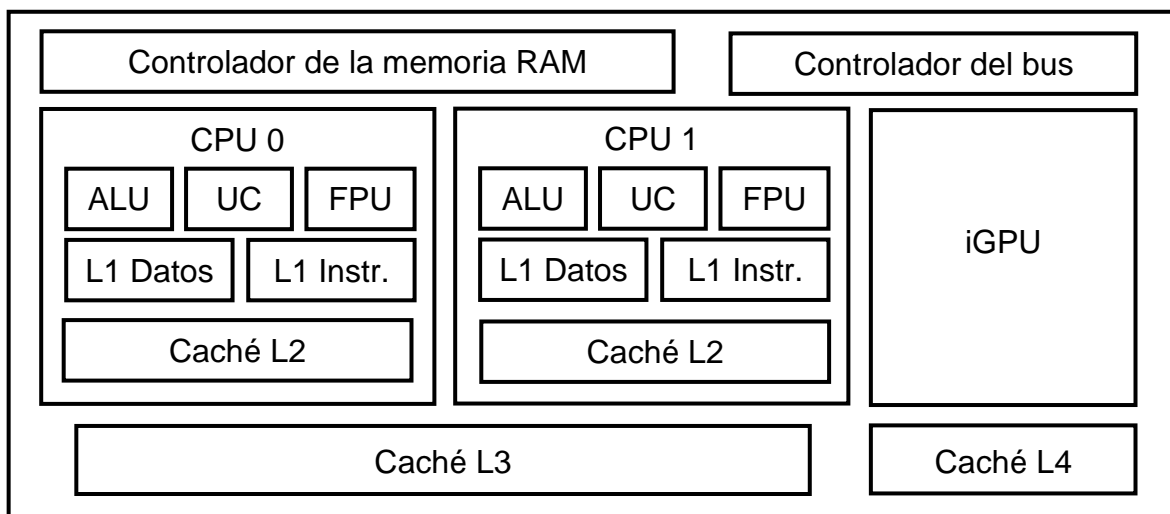 Controlador de la memoria RAM
Controlador del bus
CPU 0
ALU
UC
FPU
L1 Datos
L1 Instr.
Caché L2
CPU 1
ALU
UC
FPU
L1 Datos
L1 Instr.
Caché L2
iGPU
Caché L3
Caché L4